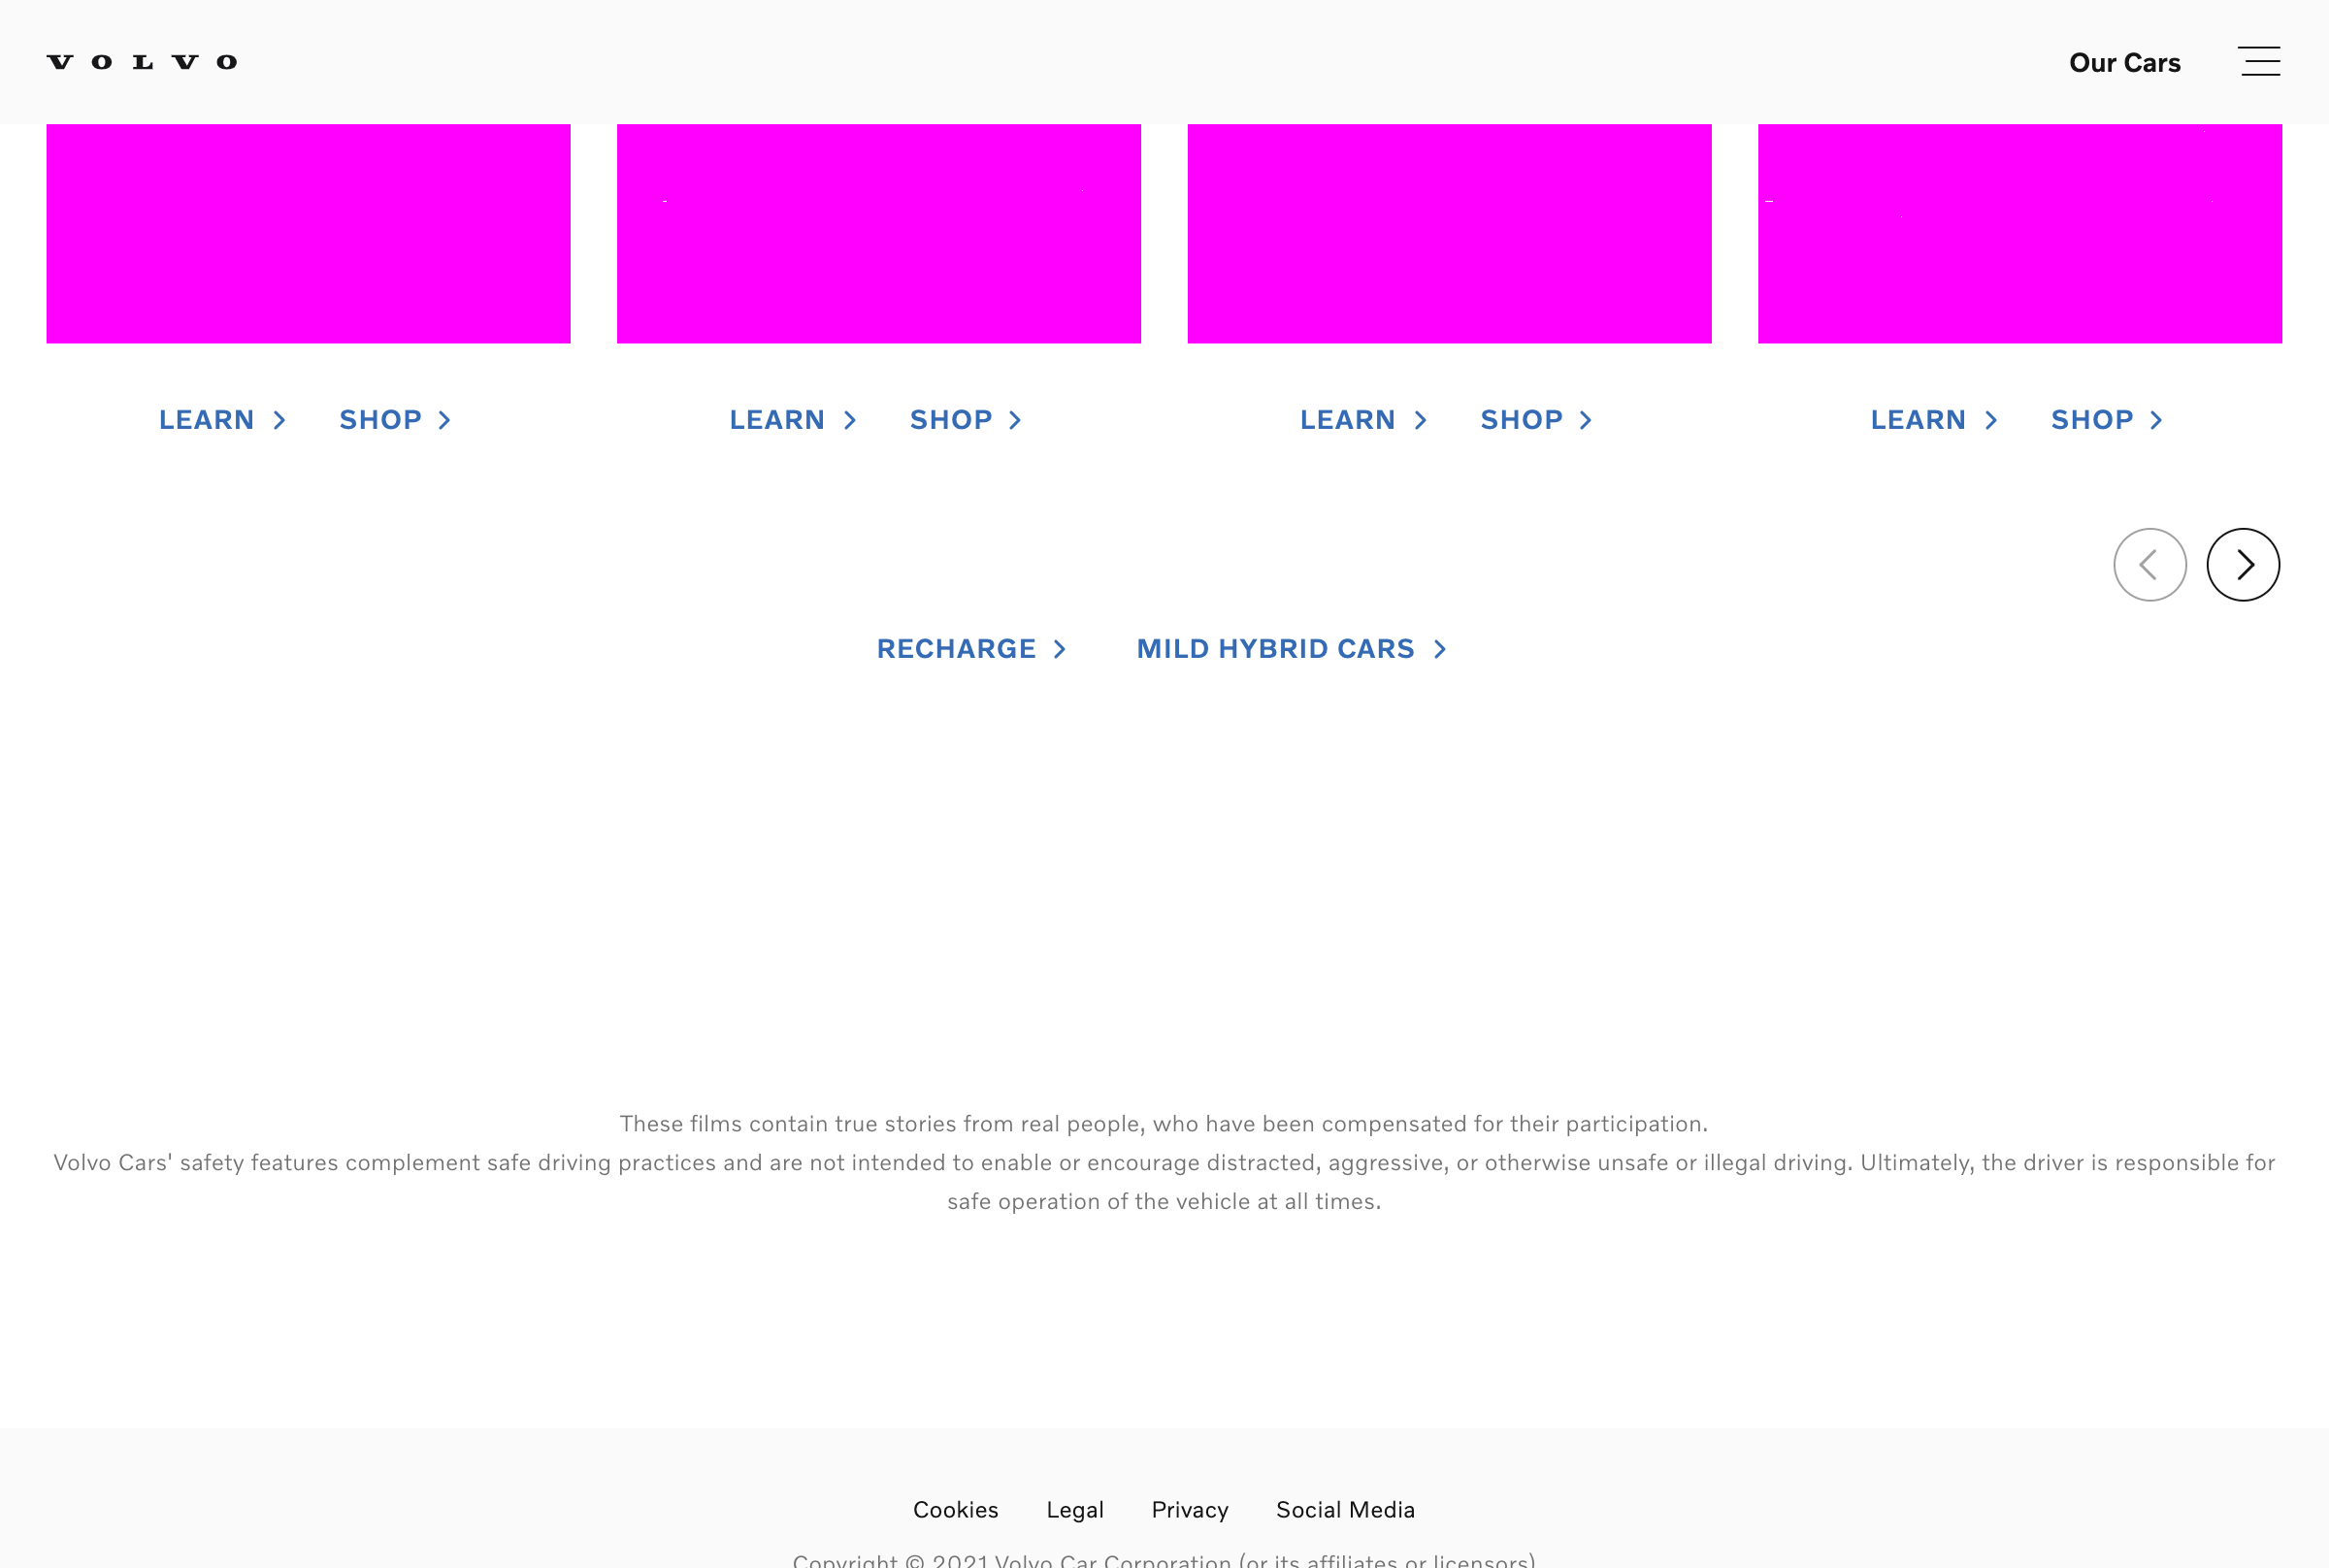 VOLVO
Our Cars
LEARN SHOP LEARN SHOP LEARN SHOP LEARN SHOP
RECHARGE MILD HYBRID CARS
These films contain true stories from real people, who have been compensated for their participation.
Volvo Cars' safety features complement safe driving practices and are not intended to enable or encourage distracted, aggressive, or otherwise unsafe or illegal driving. Ultimately, the driver is responsible for
safe operation of the vehicle at all times.
Cookies Legal Privacy Social Media
Copyright © 2021 Volvo Car Corporation (or its affiliates or licensors)